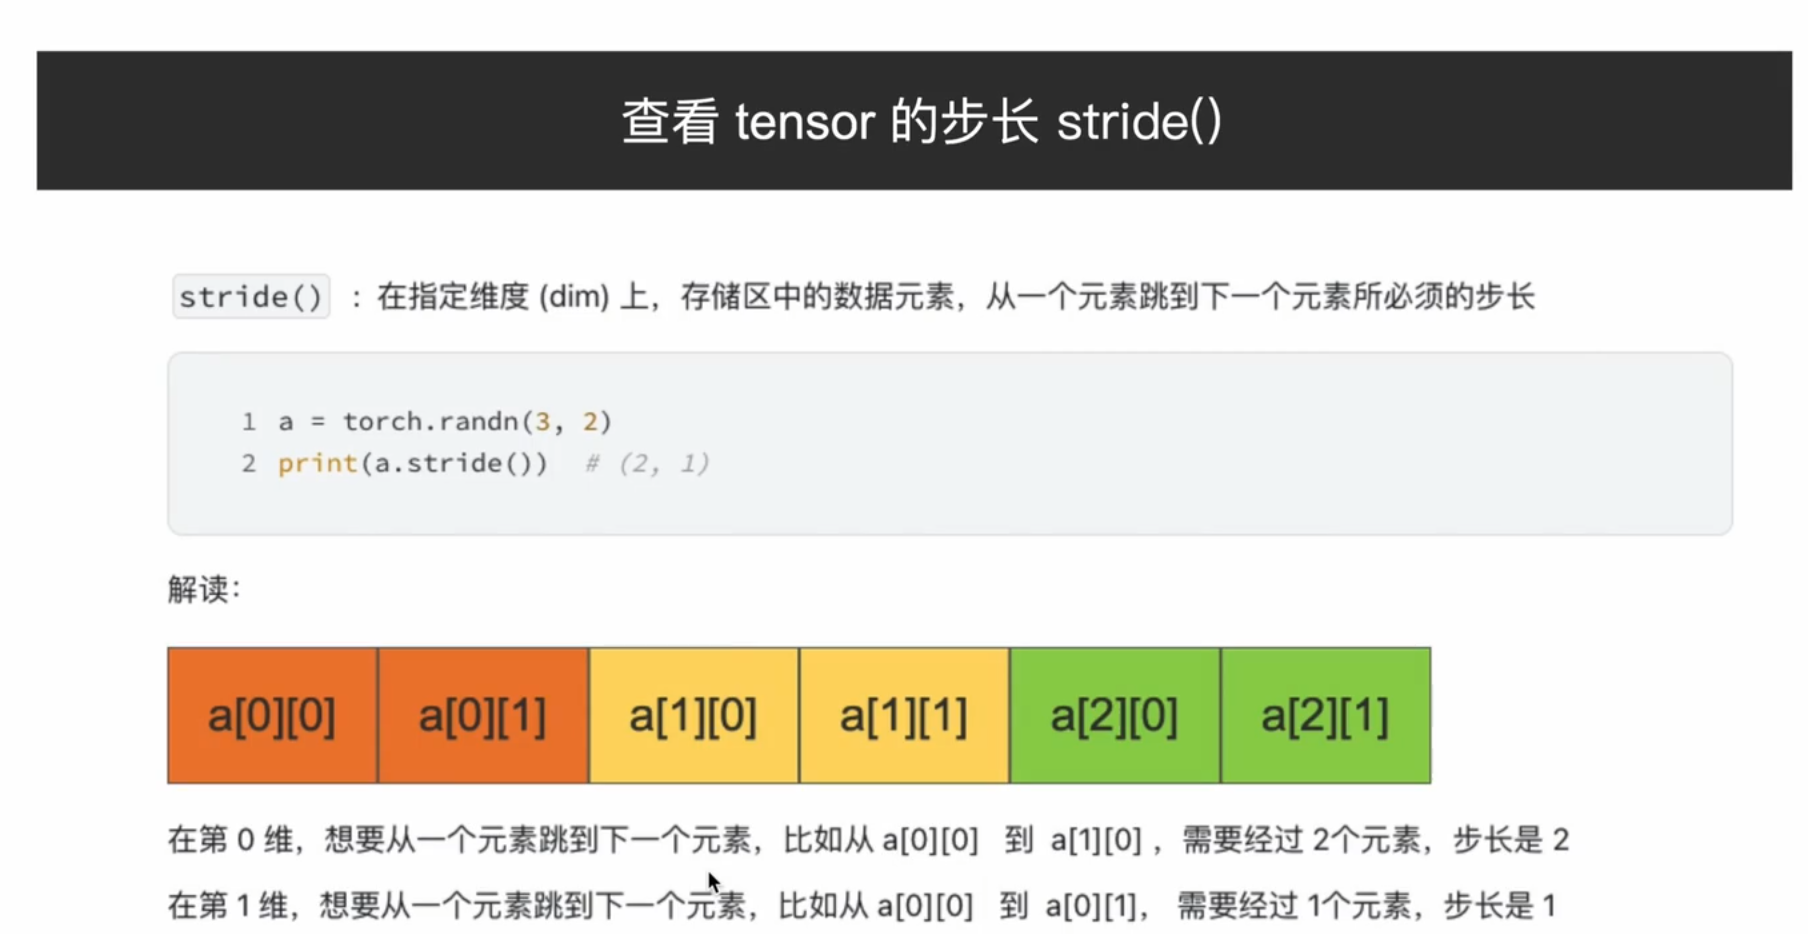 查看 tensor 的步长 stride()
stride() ：在指定维度 (dim) 上，存储区中的数据元素，从一个元素跳到下一个元素所必须的步长
1 a = torch.randn(3, 2)
2 print(a.stride())  # (2, 1)
解读：
a[0][0] a[0][1] a[1][0] a[1][1] a[2][0] a[2][1]
在第 0 维，想要从一个元素跳到下一个元素，比如从 a[0][0] 到 a[1][0] ，需要经过 2个元素，步长是 2
在第 1 维，想要从一个元素跳到下一个元素，比如从 a[0][0] 到 a[0][1]， 需要经过 1个元素，步长是 1